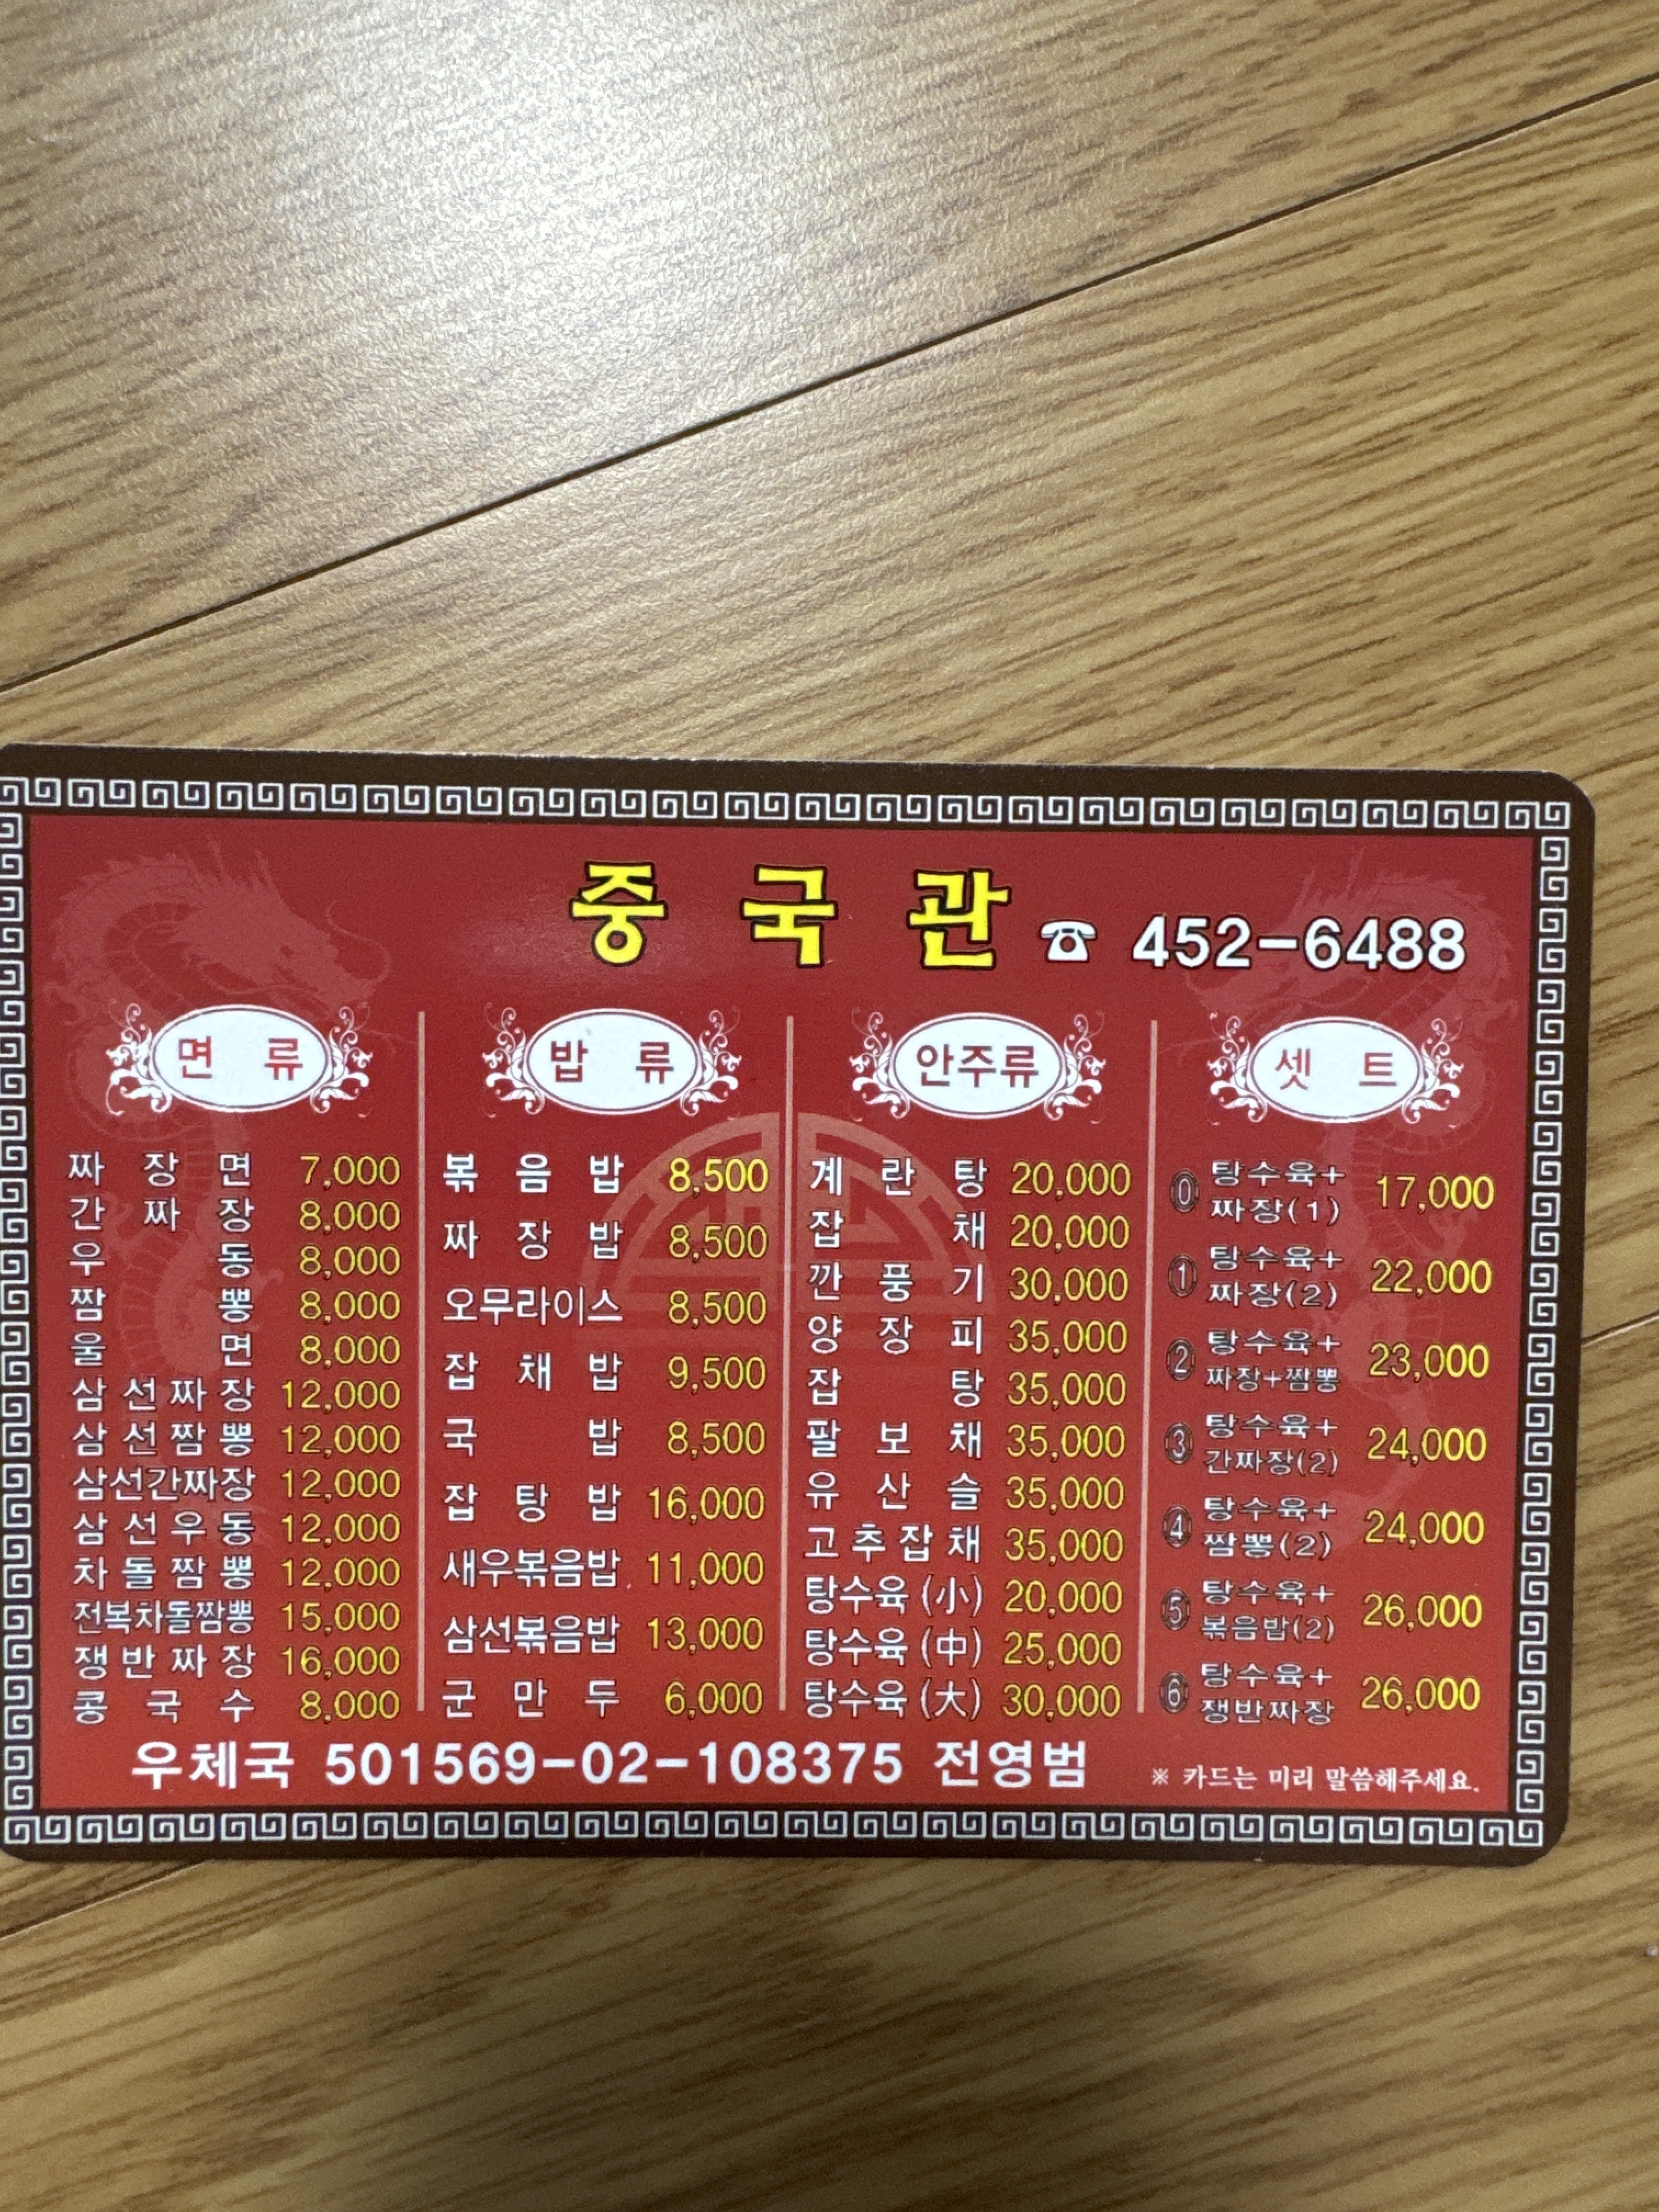 중국관 ☎ 452-6488
면류
짜장면 7,000
간짜장 8,000
우동 8,000
짬뽕 8,000
울면 8,000
삼선짜장 12,000
삼선짬뽕 12,000
삼선간짜장 12,000
삼선우동 12,000
차돌짬뽕 12,000
전복차돌짬뽕 15,000
쟁반짜장 16,000
콩국수 8,000
밥류
볶음밥 8,500
짜장밥 8,500
오무라이스 8,500
잡채밥 9,500
국밥 8,500
잡탕밥 16,000
새우볶음밥 11,000
삼선볶음밥 13,000
군만두 6,000
안주류
계란탕 20,000
잡채 20,000
깐풍기 30,000
양장피 35,000
잡탕 35,000
팔보채 35,000
유산슬 35,000
고추잡채 35,000
탕수육 (小) 20,000
탕수육 (中) 25,000
탕수육 (大) 30,000
셋트
⓪ 탕수육+
짜장(1) 17,000
① 탕수육+
짜장(2) 22,000
② 탕수육+
짜장+짬뽕 23,000
③ 탕수육+
간짜장(2) 24,000
④ 탕수육+
짬뽕(2) 24,000
⑤ 탕수육+
볶음밥(2) 26,000
⑥ 탕수육+
쟁반짜장 26,000
우체국 501569-02-108375 전영범
※ 카드는 미리 말씀해주세요.